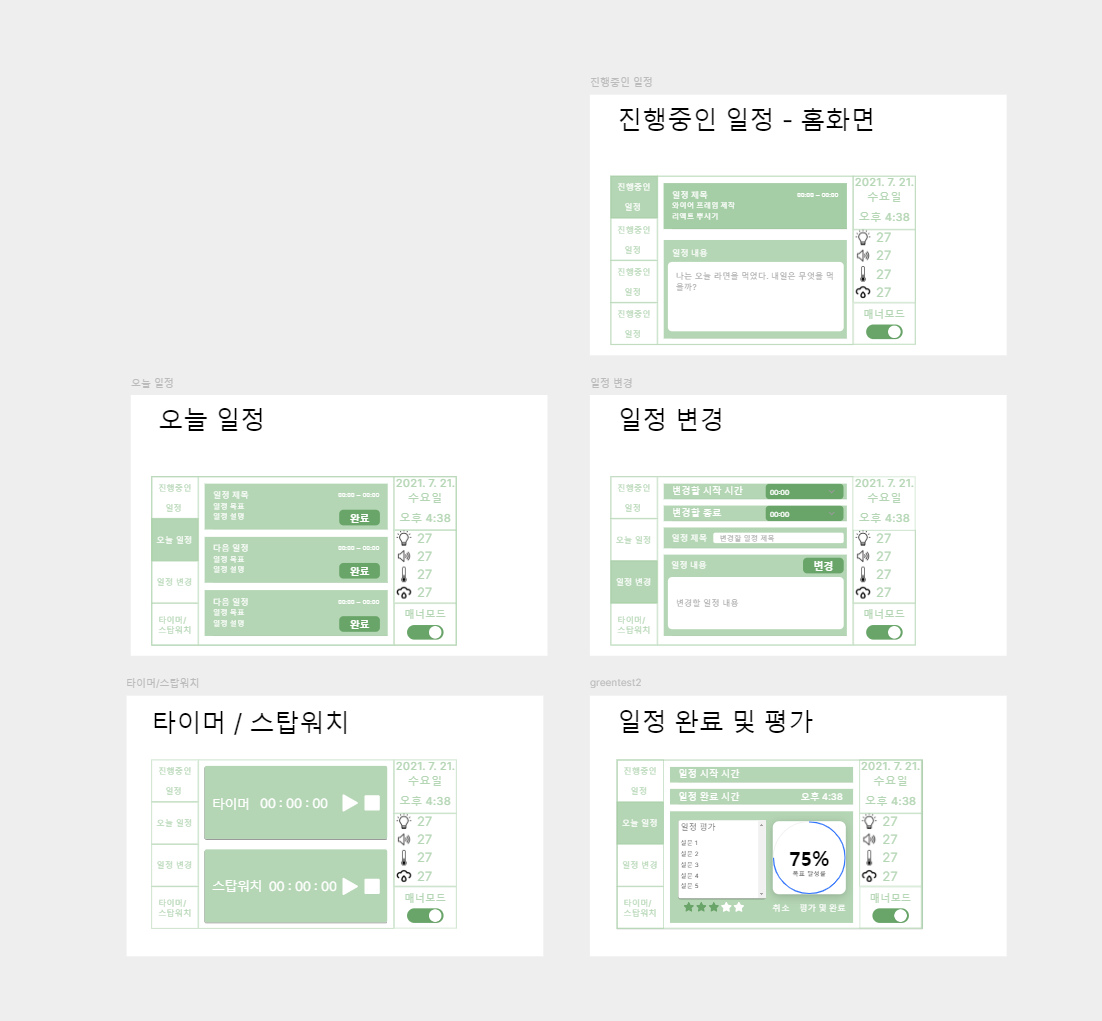 진행중인 일정
진행중인 일정 - 홈화면
진행중인
일정
진행중인
일정
진행중인
일정
진행중인
일정
일정 제목
00:00 ~ 00:00
와이어 프레임 제작
리액트 뿌시기
일정 내용
나는 오늘 라면을 먹었다. 내일은 무엇을 먹
을까?
2021. 7. 21.
수요일
오후 4:38
27
27
27
27
매너모드
오늘 일정
오늘 일정
진행중인
일정
오늘 일정
일정 변경
타이머/
스탑워치
일정 제목
00:00 ~ 00:00
일정 목표
일정 설명
완료
다음 일정
00:00 ~ 00:00
일정 목표
일정 설명
완료
다음 일정
00:00 ~ 00:00
일정 목표
일정 설명
완료
2021. 7. 21.
수요일
오후 4:38
27
27
27
27
매너모드
일정 변경
일정 변경
진행중인
일정
오늘 일정
일정 변경
타이머/
스탑워치
변경할 시작 시간
00:00
변경할 종료
00:00
일정 제목
변경할 일정 제목
일정 내용
변경
변경할 일정 내용
2021. 7. 21.
수요일
오후 4:38
27
27
27
27
매너모드
타이머/스탑워치
타이머 / 스탑워치
진행중인
일정
오늘 일정
일정 변경
타이머/
스탑워치
타이머 00 : 00 : 00
스탑워치 00 : 00 : 00
2021. 7. 21.
수요일
오후 4:38
27
27
27
27
매너모드
greentest2
일정 완료 및 평가
진행중인
일정
오늘 일정
일정 변경
타이머/
스탑워치
일정 시작 시간
일정 완료 시간
오후 4:38
일정 평가
설문 1
설문 2
설문 3
설문 4
설문 5
75%
목표 달성률
취소
평가 및 완료
2021. 7. 21.
수요일
오후 4:38
27
27
27
27
매너모드